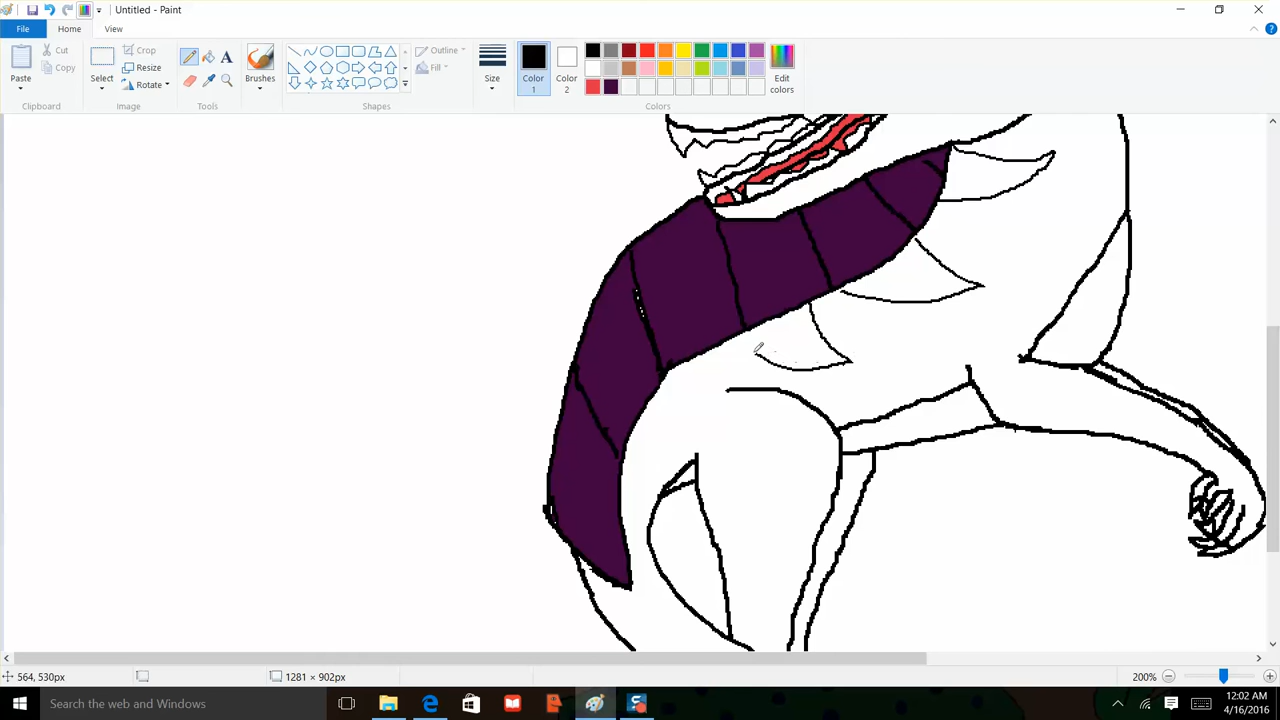 Untitled - Paint
File
Home
View
Paste
Cut
Copy
Clipboard
Select
Crop
Resize
Rotate
Image
Tools
Brushes
Shapes
Outline
Fill
Size
Color 1
Color 2
Edit colors
Colors
564, 530px
1281 × 902px
200%
Search the web and Windows
12:02 AM
4/16/2016